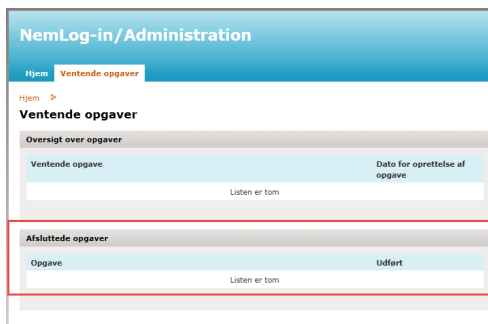 NemLog-in/Administration
Hjem Ventende opgaver
Hjem
Ventende opgaver
Oversigt over opgaver
Ventende opgave Dato for oprettelse af opgave
Listen er tom
Afsluttede opgaver
Opgave Udført
Listen er tom